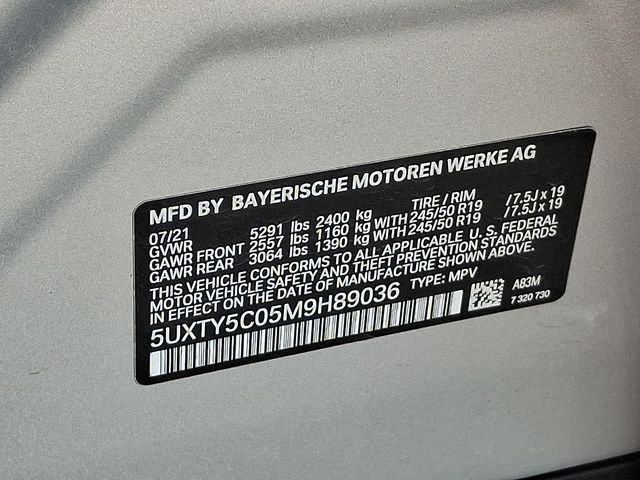 MFD BY BAYERISCHE MOTOREN WERKE AG
07/21 TIRE / RIM
GVWR 5291 lbs 2400 kg
GAWR FRONT 2557 lbs 1160 kg WITH 245/50 R19 /7.5J x 19
GAWR REAR 3064 lbs 1390 kg WITH 245/50 R19 /7.5J x 19
THIS VEHICLE CONFORMS TO ALL APPLICABLE U. S. FEDERAL
MOTOR VEHICLE SAFETY AND THEFT PREVENTION STANDARDS
IN EFFECT ON THE DATE OF MANUFACTURE SHOWN ABOVE.
5UXTY5C05M9H89036 TYPE: MPV
A83M
7 320 730